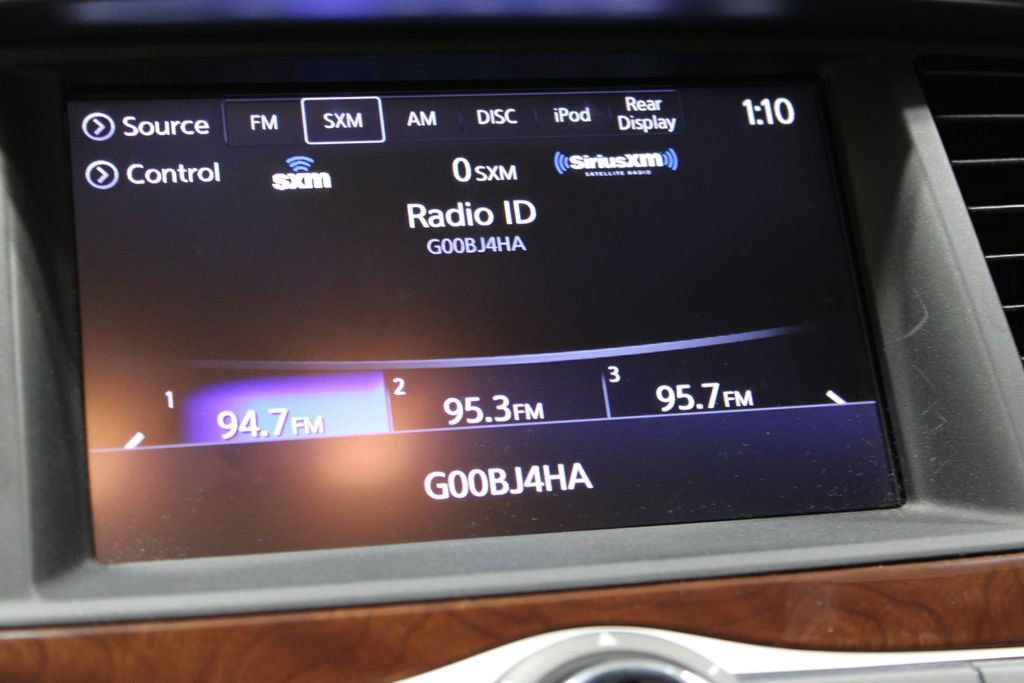 Source FM SXM AM DISC iPod Rear Display 1:10
Control sxm 0 SXM SiriusXM
SATELLITE RADIO
Radio ID
G00BJ4HA
1 94.7FM 2 95.3FM 3 95.7FM
G00BJ4HA